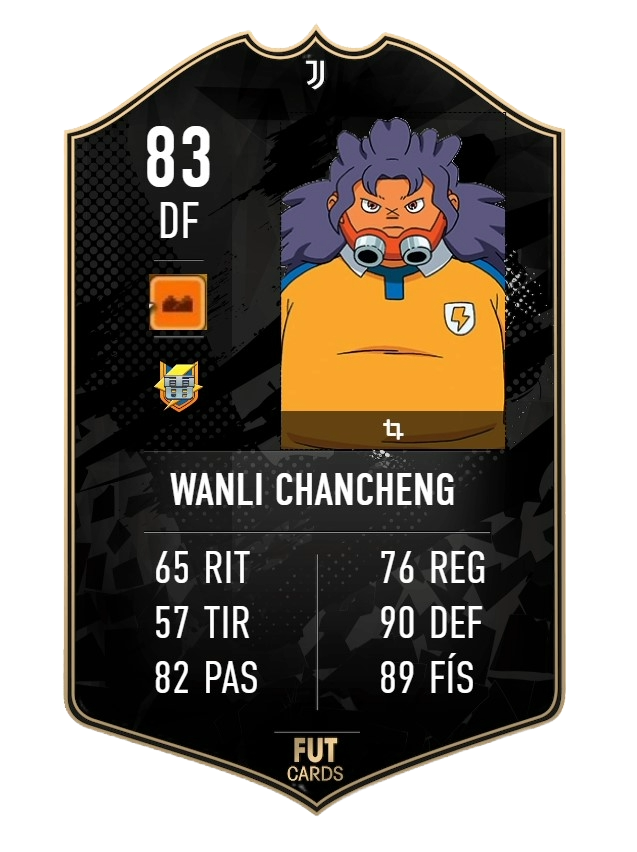 83
DF
WANLI CHANCHENG
65 RIT
76 REG
57 TIR
90 DEF
82 PAS
89 FÍS
FUT
CARDS